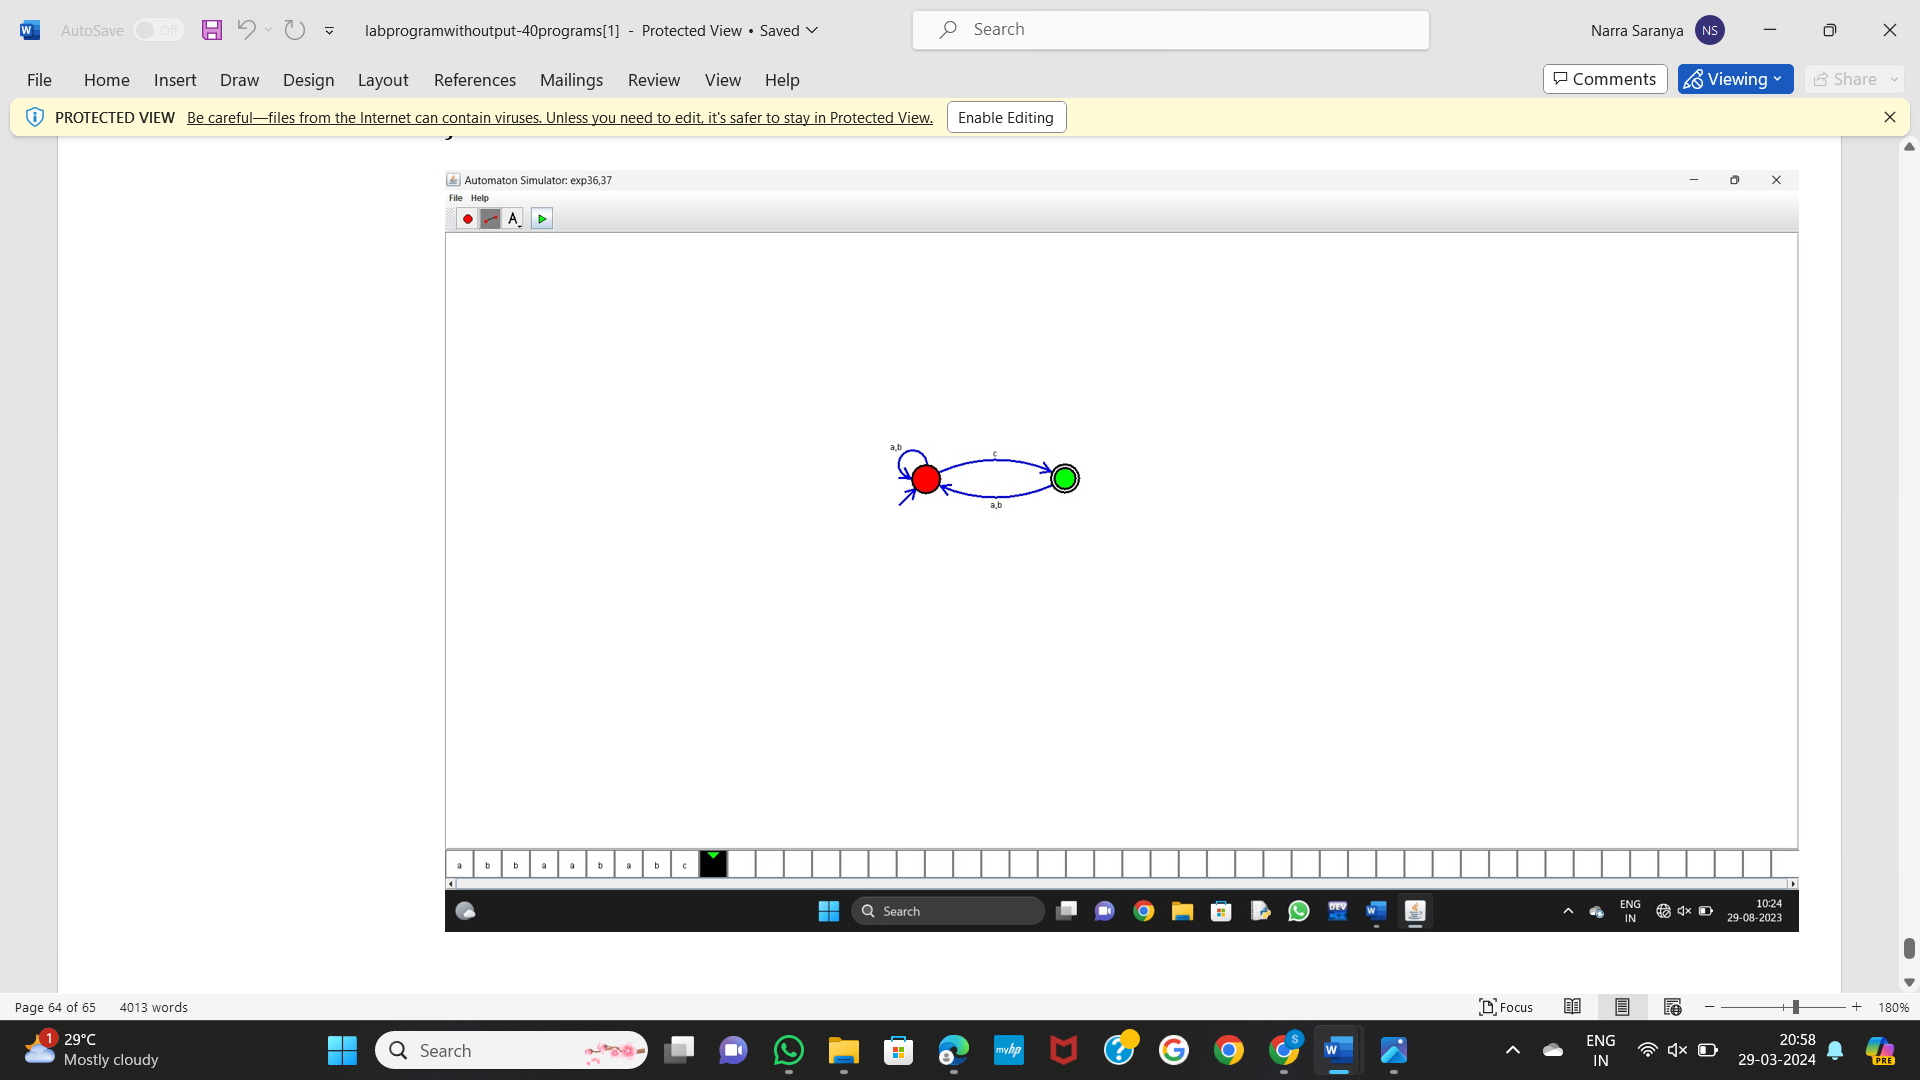 AutoSave Off labprogramwithoutput-40programs[1] - Protected View • Saved Search Narra Saranya NS
File Home Insert Draw Design Layout References Mailings Review View Help Comments Viewing Share
PROTECTED VIEW Be careful—files from the Internet can contain viruses. Unless you need to edit, it's safer to stay in Protected View. Enable Editing
Automaton Simulator: exp36,37
File Help
A
a,b
c
a,b
a b b a a b a b c
Search DEV ENG IN 10:24 29-08-2023
Page 64 of 65 4013 words Focus 180%
1 29°C Mostly cloudy Search myhp S ENG IN 20:58 29-03-2024 PRE